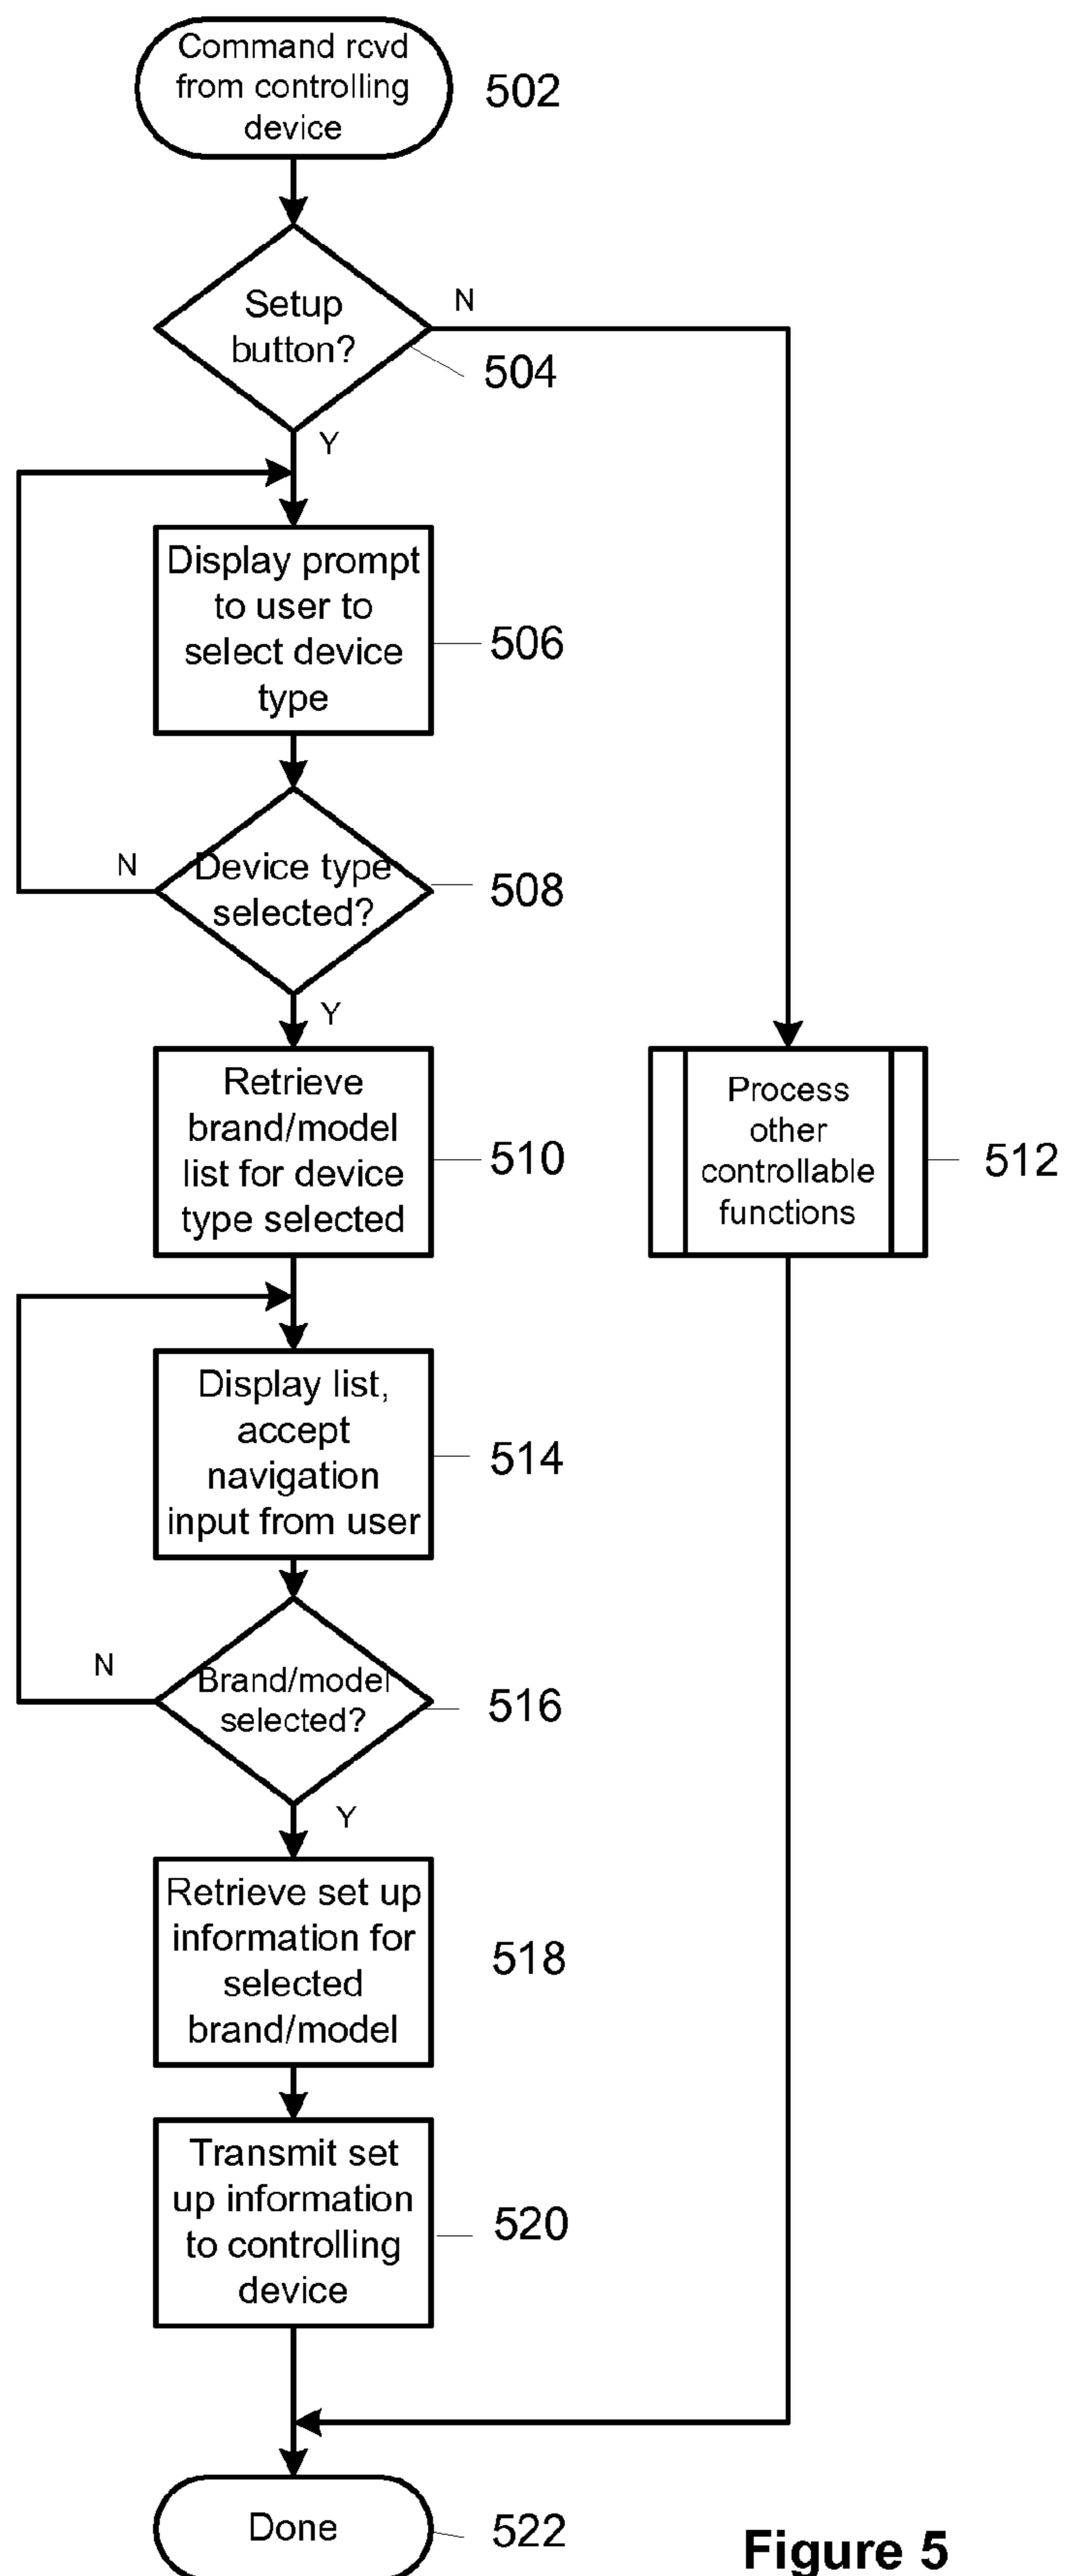 Command rcvd
from controlling
device
502
Setup
button?
N
504
Y
Display prompt
to user to
select device
type
506
Device type
selected?
N
508
Y
Retrieve
brand/model
list for device
type selected
510
Process
other
controllable
functions
512
Display list,
accept
navigation
input from user
514
Brand/model
selected?
N
516
Y
Retrieve set up
information for
selected
brand/model
518
Transmit set
up information
to controlling
device
520
Done
522
Figure 5